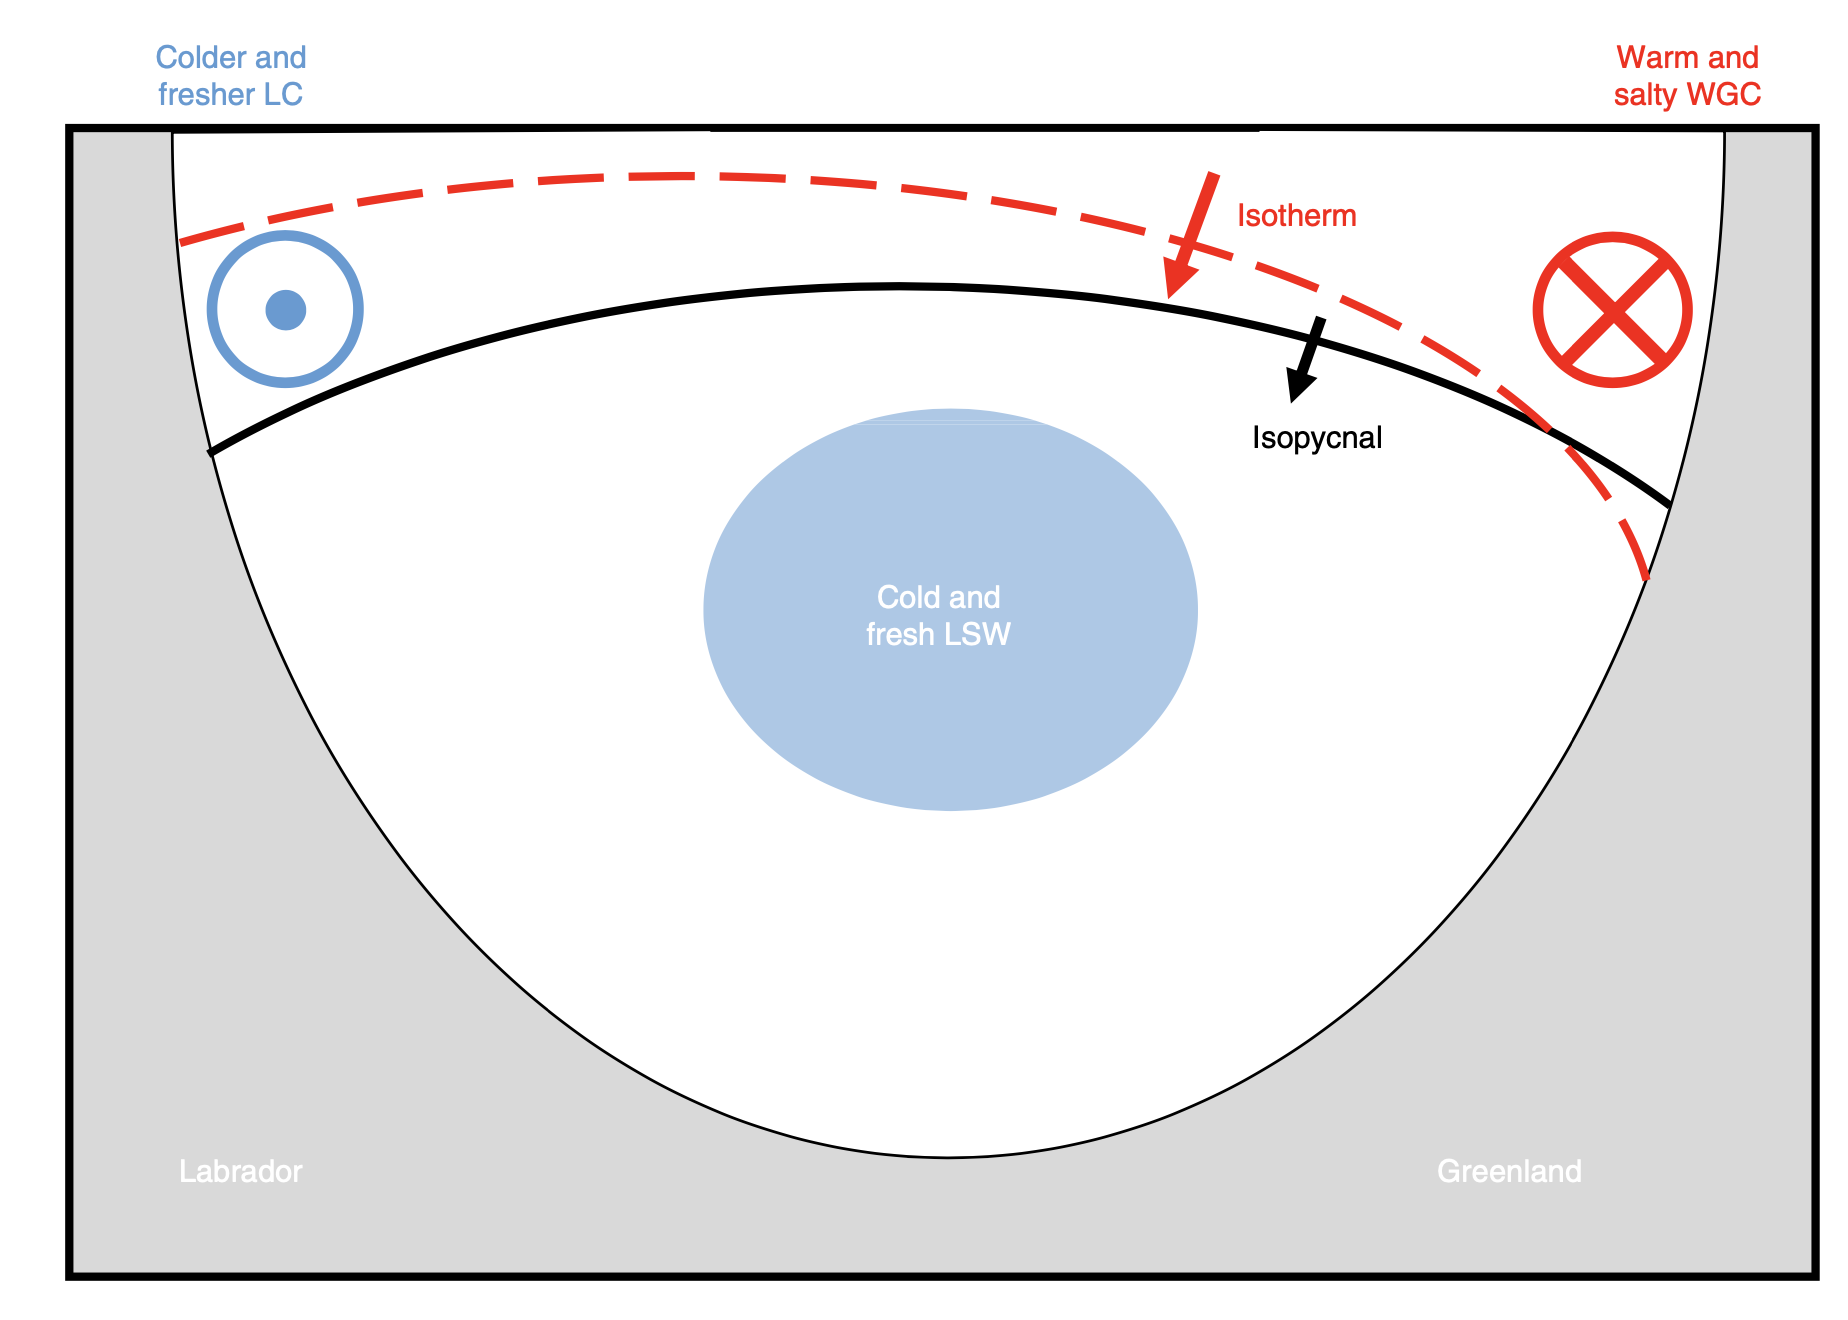 Colder and
fresher LC
Warm and
salty WGC
Isotherm
Isopycnal
Cold and
fresh LSW
Labrador
Greenland